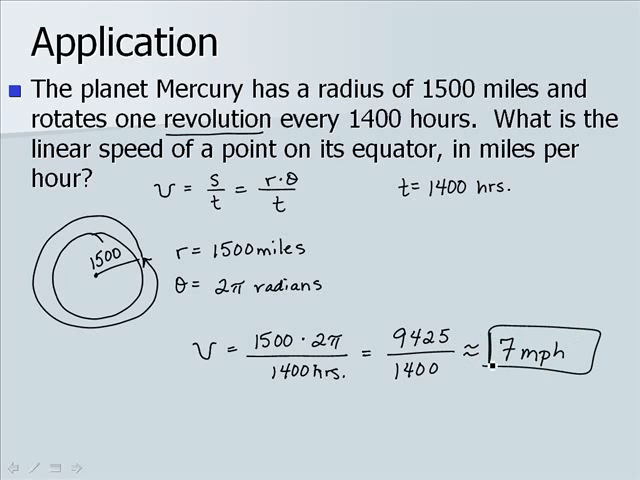 Application
The planet Mercury has a radius of 1500 miles and
rotates one revolution every 1400 hours. What is the
linear speed of a point on its equator, in miles per
hour?
v = s/t = r·θ/t
t = 1400 hrs.
1500
r = 1500 miles
θ = 2π radians
v = 1500 · 2π / 1400 hrs. = 9425/1400 ≈ 7 mph